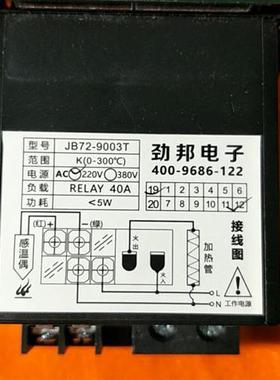 型号 JB72-9003T
范围 K(0-300℃)
电源 AC 220V 380V
负载 RELAY 40A
功耗 <5W
劲邦电子
400-9686-122
19 1 2 3 4 5 6
20 7 8 9 10 11 12
(红)+ -(绿)
感温偶
火出
火入
加热管
接线图
L
N
工作电源